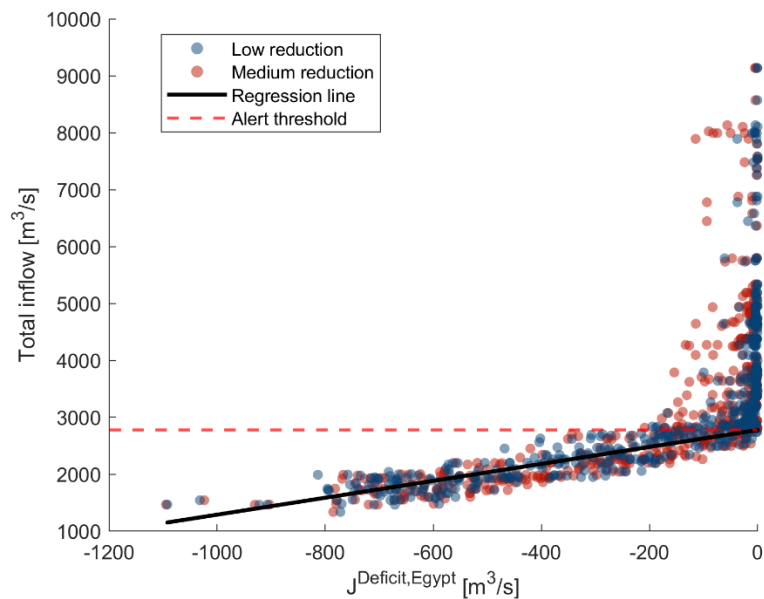 10000
9000
8000
7000
6000
5000
4000
3000
2000
1000
Total inflow [m³/s]
Low reduction
Medium reduction
Regression line
Alert threshold
-1200 -1000 -800 -600 -400 -200 0
J^Deficit,Egypt [m³/s]